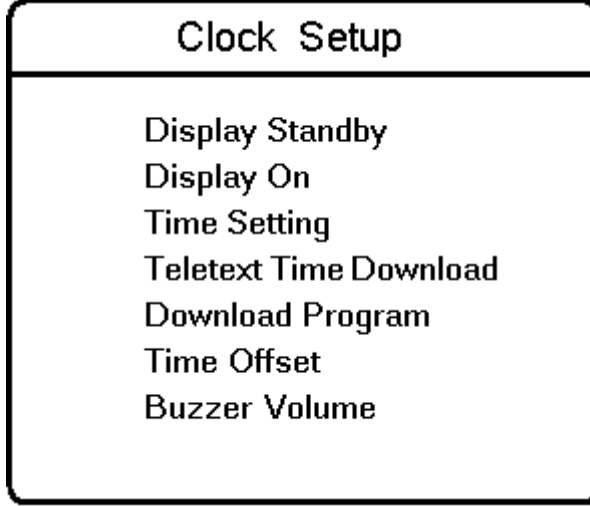 Clock Setup
Display Standby
Display On
Time Setting
Teletext Time Download
Download Program
Time Offset
Buzzer Volume